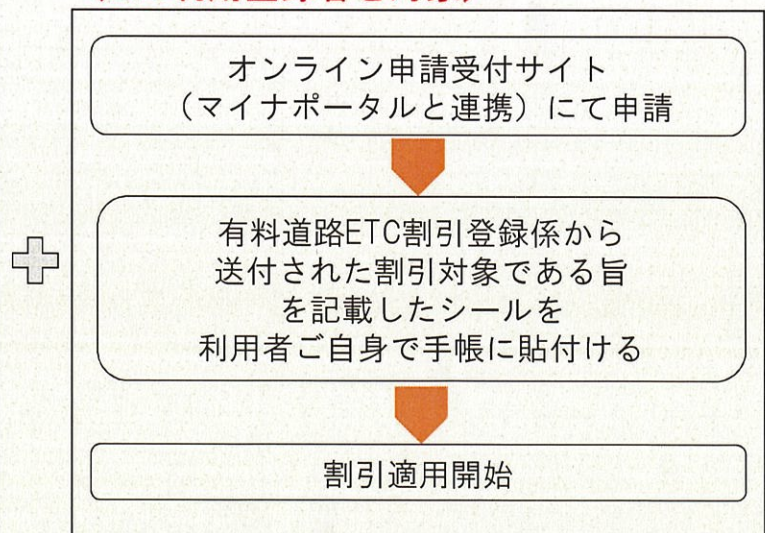 オンライン申請受付サイト
（マイナポータルと連携）にて申請
有料道路ETC割引登録係から
送付された割引対象である旨
を記載したシールを
利用者ご自身で手帳に貼付ける
割引適用開始